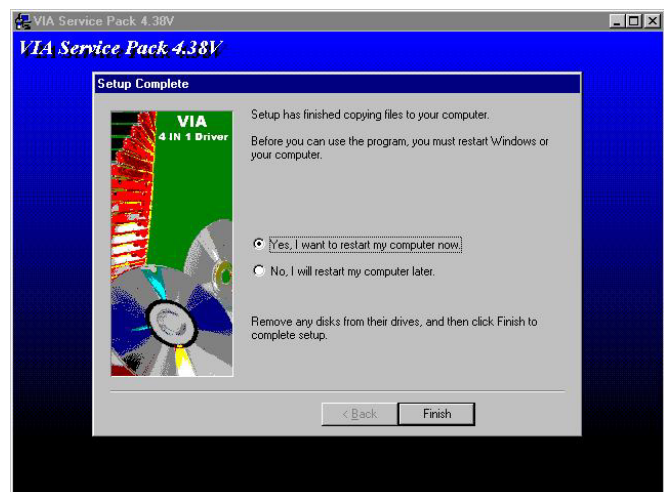 VIA Service Pack 4.38V
VIA Service Pack 4.38V
Setup Complete
VIA
4 IN 1 Driver
Setup has finished copying files to your computer.
Before you can use the program, you must restart Windows or
your computer.
Yes, I want to restart my computer now.
No, I will restart my computer later.
Remove any disks from their drives, and then click Finish to
complete setup.
< Back
Finish